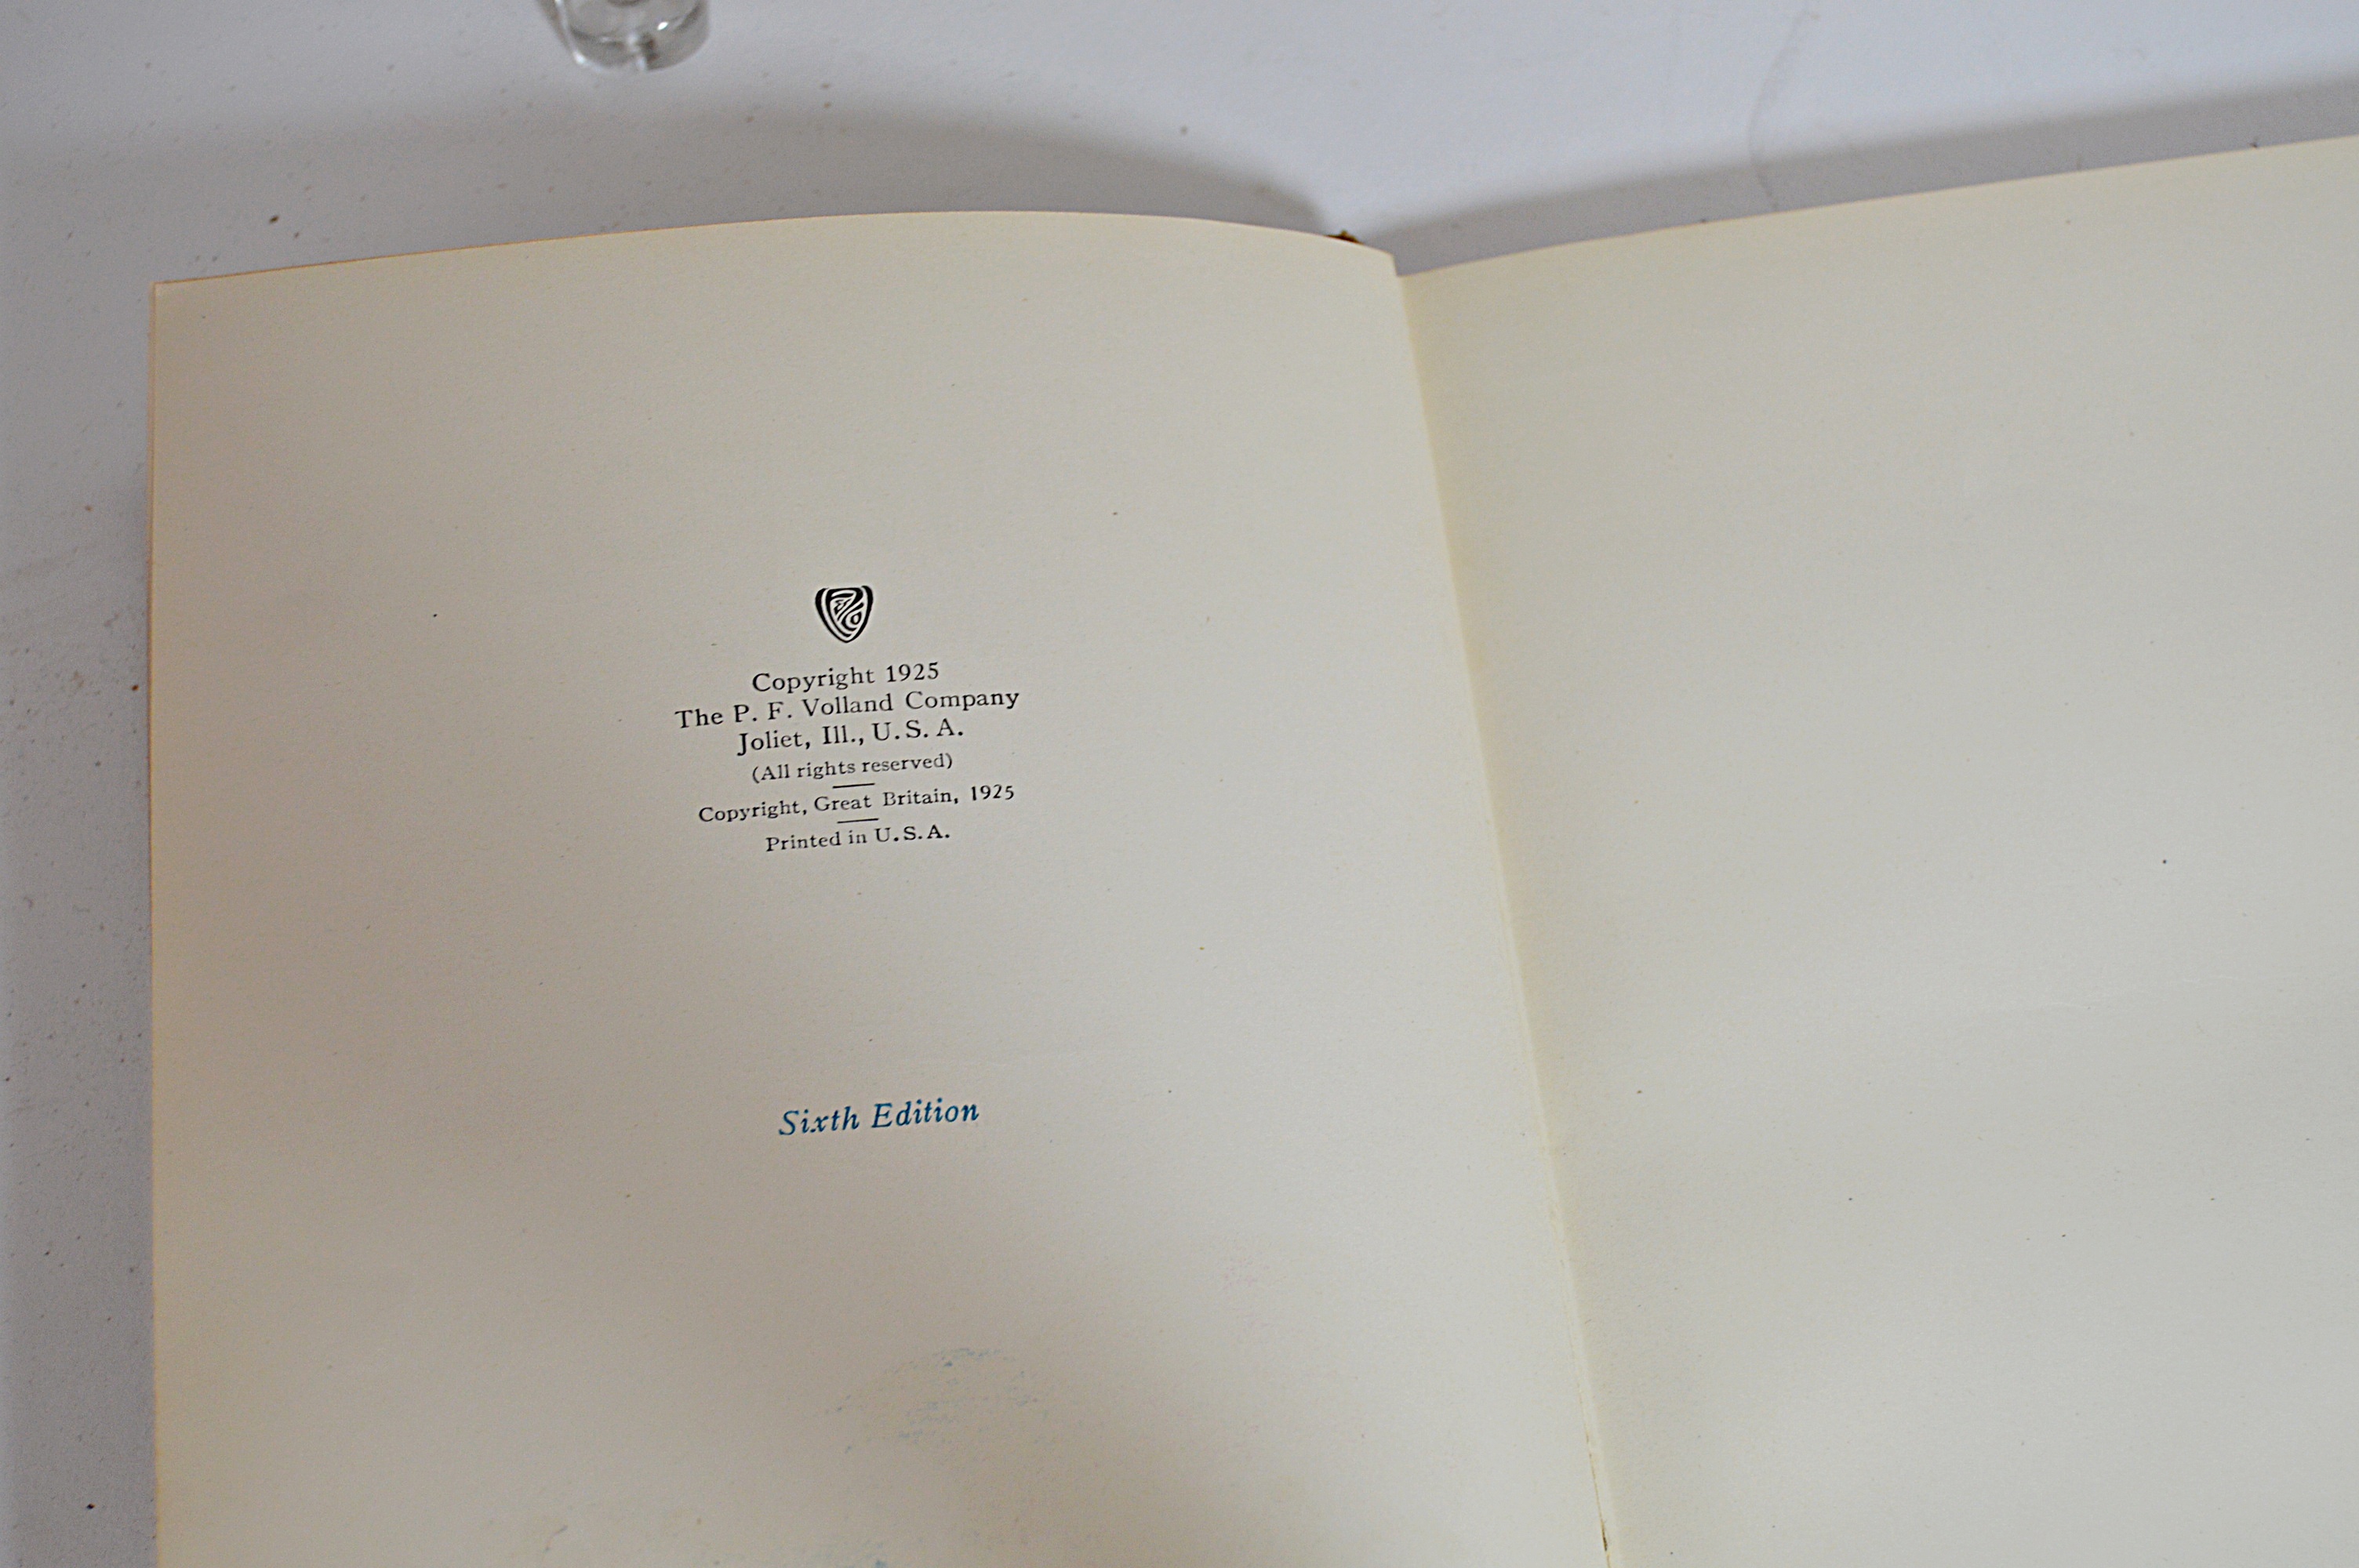 Copyright 1925
The P. F. Volland Company
Joliet, Ill., U. S. A.
(All rights reserved)
Copyright, Great Britain, 1925
Printed in U. S. A.
Sixth Edition